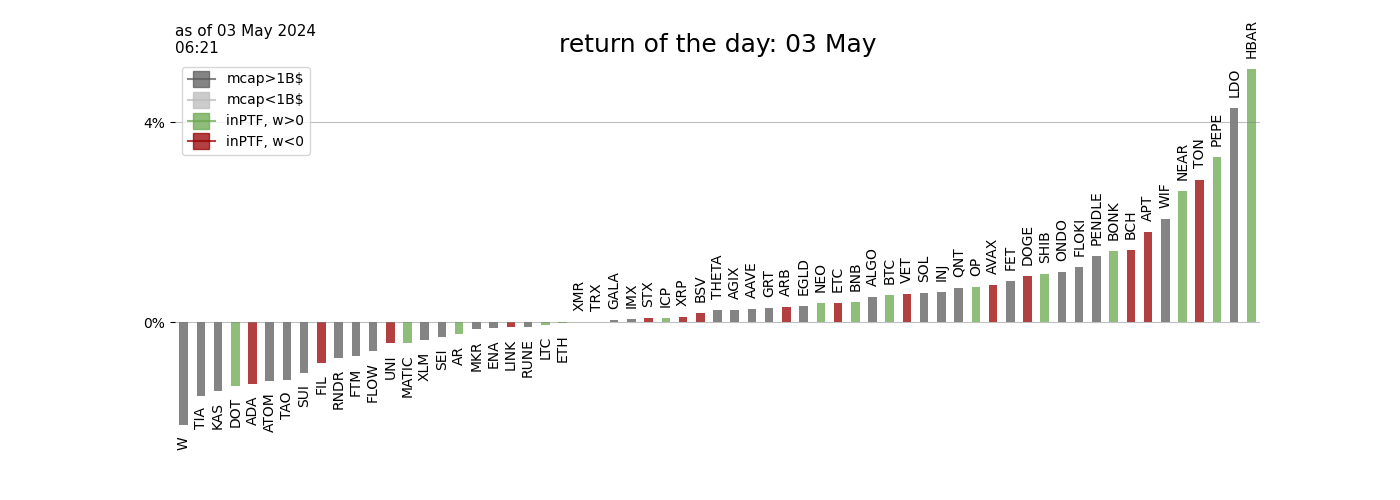 as of 03 May 2024
06:21
return of the day: 03 May
mcap>1B$
mcap<1B$
inPTF, w>0
inPTF, w<0
4%
0%
W
TIA
KAS
DOT
ADA
ATOM
TAO
SUI
FIL
RNDR
FTM
FLOW
UNI
MATIC
XLM
SEI
AR
MKR
ENA
LINK
RUNE
LTC
ETH
XMR
TRX
GALA
IMX
STX
ICP
XRP
BSV
THETA
AGIX
AAVE
GRT
ARB
EGLD
NEO
ETC
BNB
ALGO
BTC
VET
SOL
INJ
QNT
OP
AVAX
FET
DOGE
SHIB
ONDO
FLOKI
PENDLE
BONK
BCH
APT
WIF
NEAR
TON
PEPE
LDO
HBAR